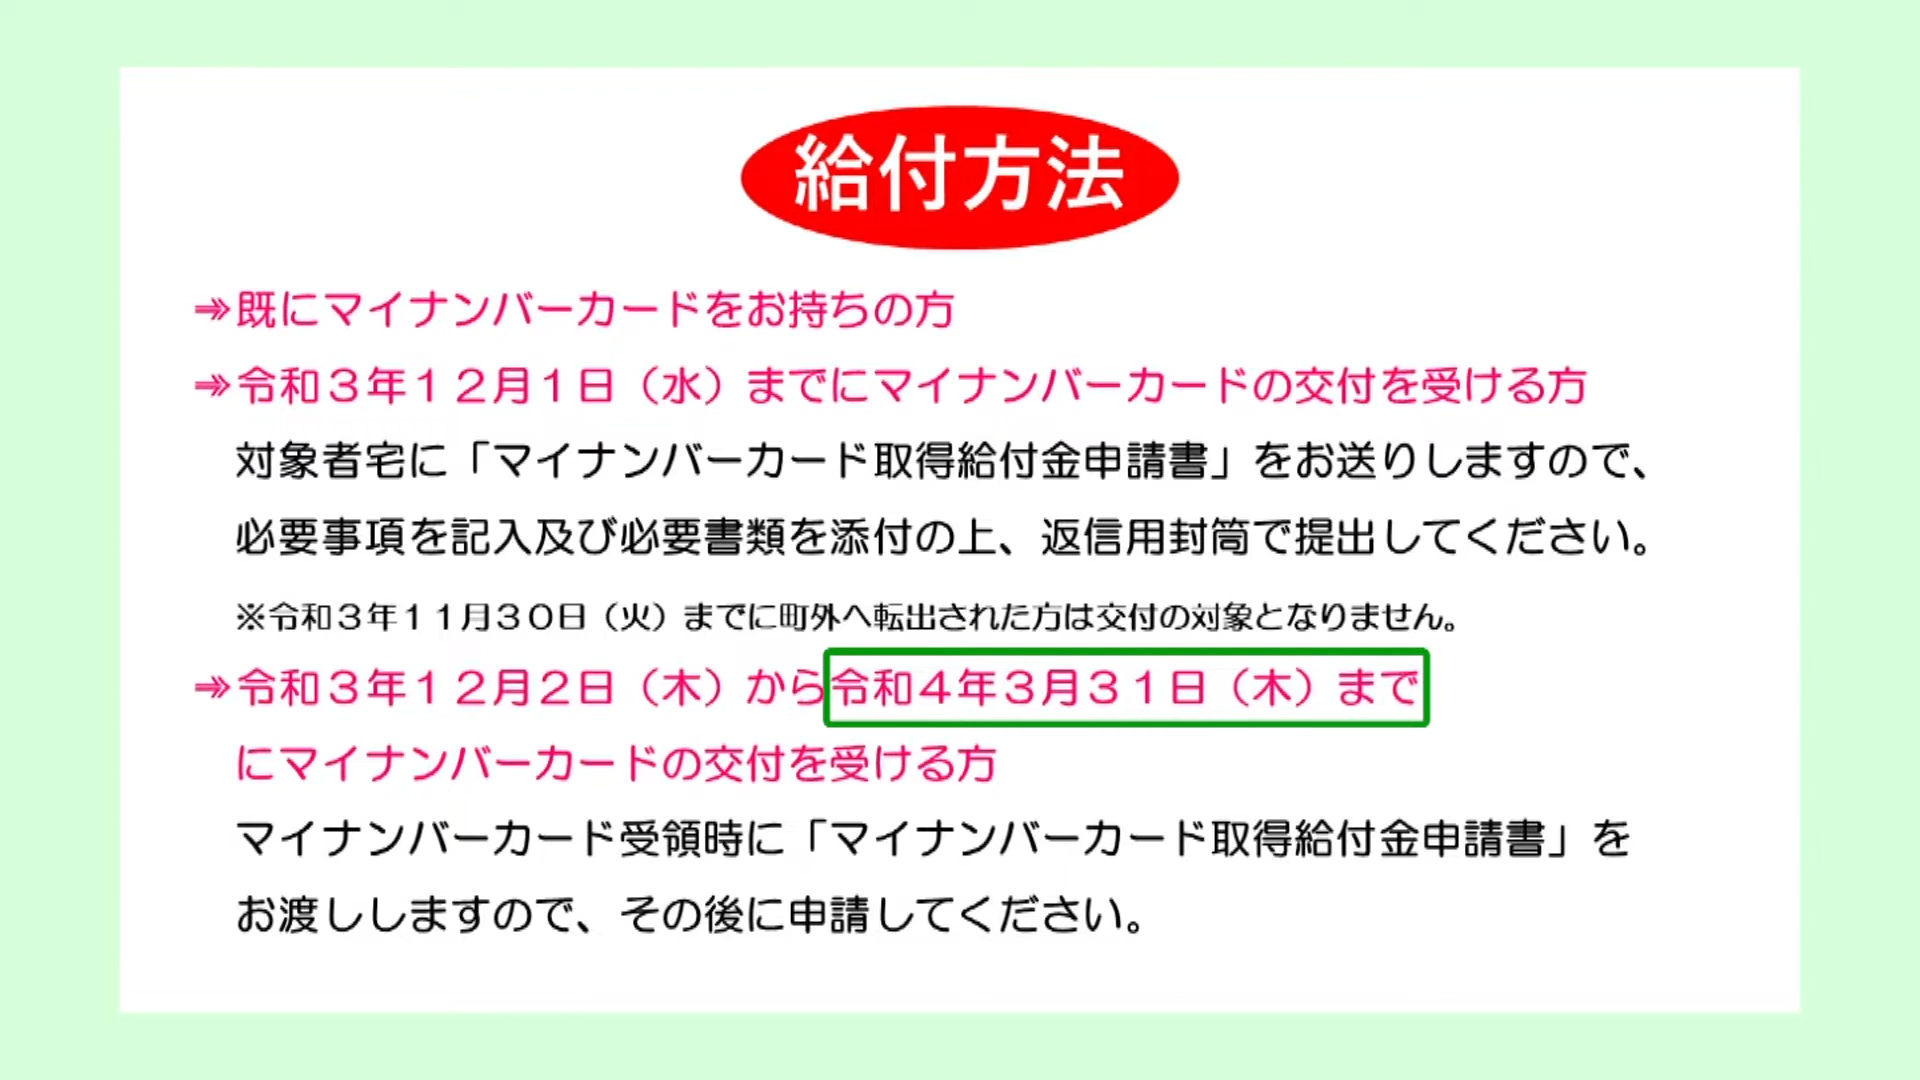 給付方法
⇛既にマイナンバーカードをお持ちの方
⇛令和３年１２月１日（水）までにマイナンバーカードの交付を受ける方
対象者宅に「マイナンバーカード取得給付金申請書」をお送りしますので、
必要事項を記入及び必要書類を添付の上、返信用封筒で提出してください。
※令和３年１１月３０日（火）までに町外へ転出された方は交付の対象となりません。
⇛令和３年１２月２日（木）から令和４年３月３１日（木）まで
にマイナンバーカードの交付を受ける方
マイナンバーカード受領時に「マイナンバーカード取得給付金申請書」を
お渡ししますので、その後に申請してください。